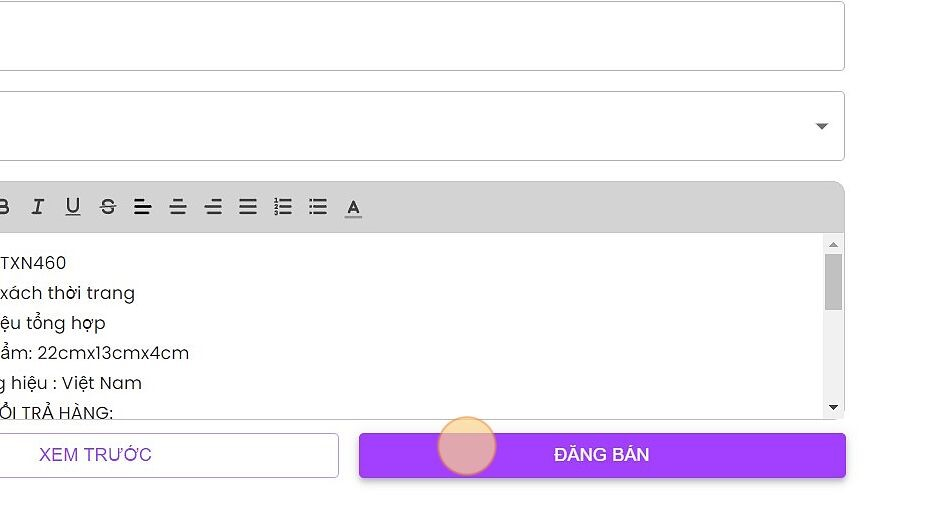 B I U S A
TXN460
xách thời trang
ệu tổng hợp
ẩm: 22cmx13cmx4cm
g hiệu : Việt Nam
ỔI TRẢ HÀNG:
XEM TRƯỚC
ĐĂNG BÁN